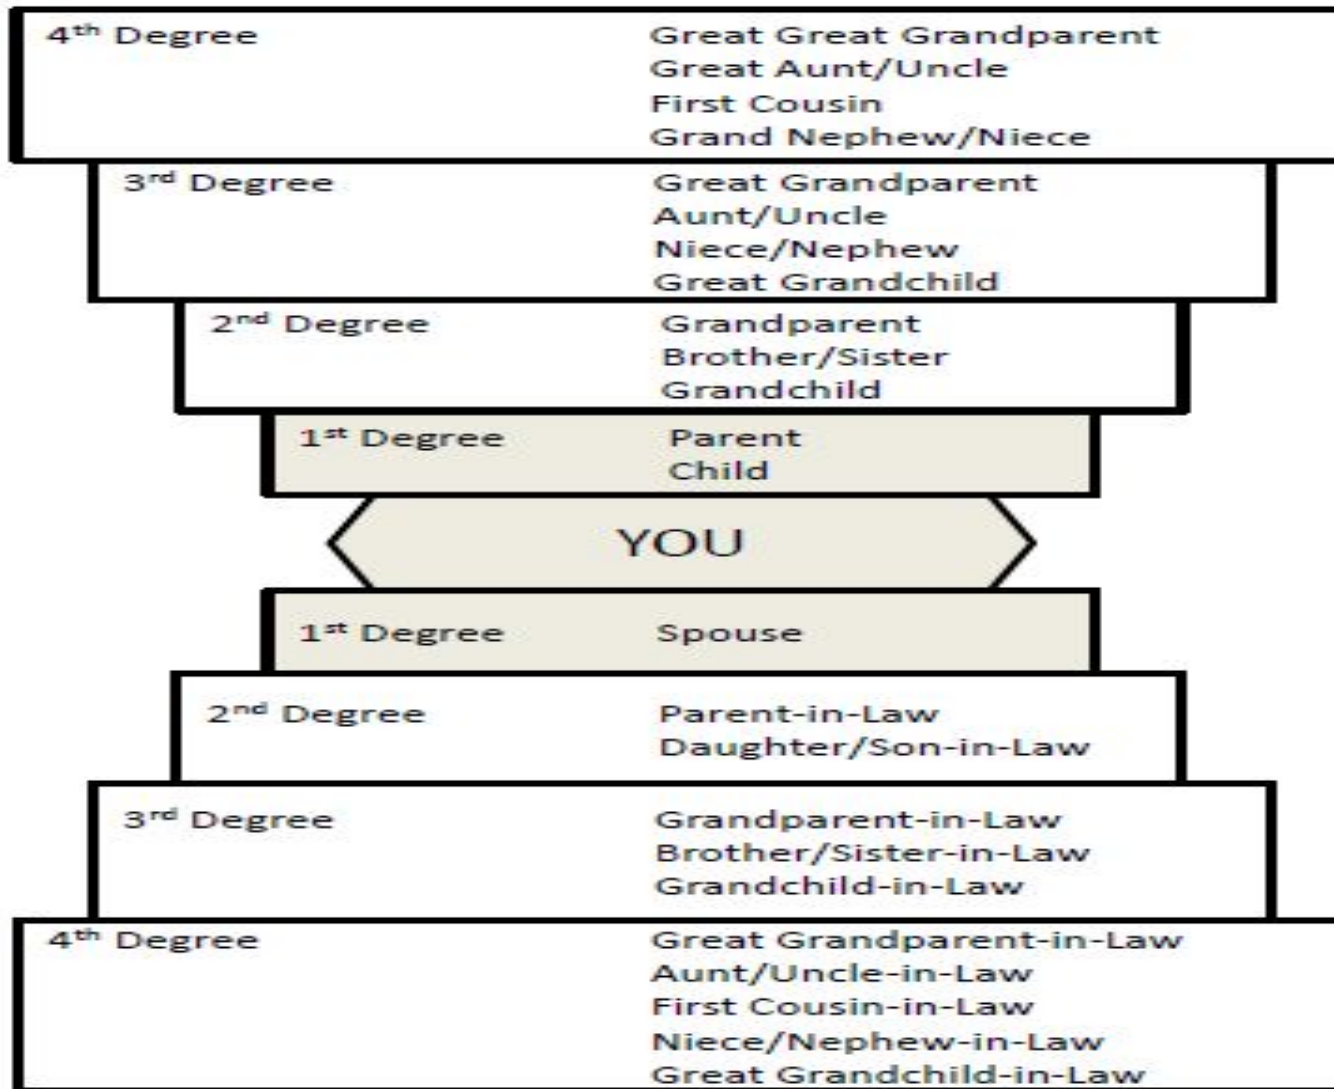 4th Degree Great Great Grandparent
Great Aunt/Uncle
First Cousin
Grand Nephew/Niece
3rd Degree Great Grandparent
Aunt/Uncle
Niece/Nephew
Great Grandchild
2nd Degree Grandparent
Brother/Sister
Grandchild
1st Degree Parent
Child
YOU
1st Degree Spouse
2nd Degree Parent-in-Law
Daughter/Son-in-Law
3rd Degree Grandparent-in-Law
Brother/Sister-in-Law
Grandchild-in-Law
4th Degree Great Grandparent-in-Law
Aunt/Uncle-in-Law
First Cousin-in-Law
Niece/Nephew-in-Law
Great Grandchild-in-Law